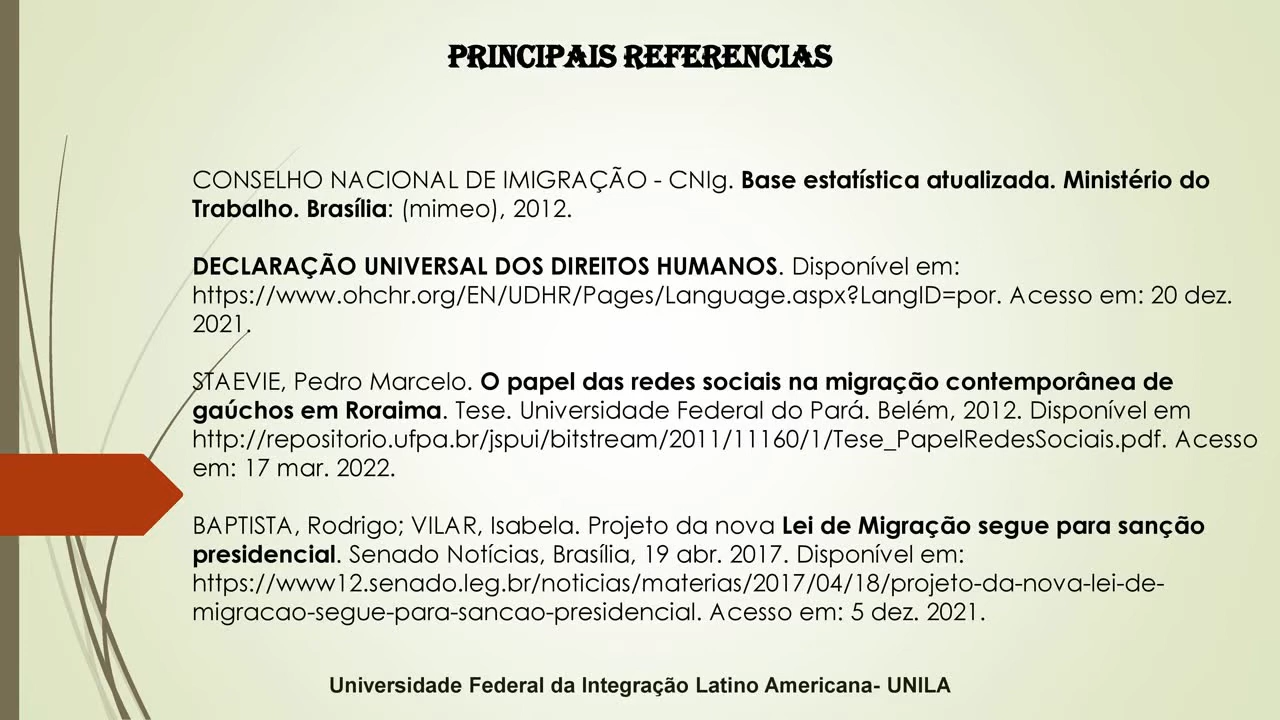 PRINCIPAIS REFERENCIAS
CONSELHO NACIONAL DE IMIGRAÇÃO - CNIg. Base estatística atualizada. Ministério do
Trabalho. Brasília: (mimeo), 2012.
DECLARAÇÃO UNIVERSAL DOS DIREITOS HUMANOS. Disponível em:
https://www.ohchr.org/EN/UDHR/Pages/Language.aspx?LangID=por. Acesso em: 20 dez.
2021.
STAEVIE, Pedro Marcelo. O papel das redes sociais na migração contemporânea de
gaúchos em Roraima. Tese. Universidade Federal do Pará. Belém, 2012. Disponível em
http://repositorio.ufpa.br/jspui/bitstream/2011/11160/1/Tese_PapelRedesSociais.pdf. Acesso
em: 17 mar. 2022.
BAPTISTA, Rodrigo; VILAR, Isabela. Projeto da nova Lei de Migração segue para sanção
presidencial. Senado Notícias, Brasília, 19 abr. 2017. Disponível em:
https://www12.senado.leg.br/noticias/materias/2017/04/18/projeto-da-nova-lei-de-
migracao-segue-para-sancao-presidencial. Acesso em: 5 dez. 2021.
Universidade Federal da Integração Latino Americana- UNILA